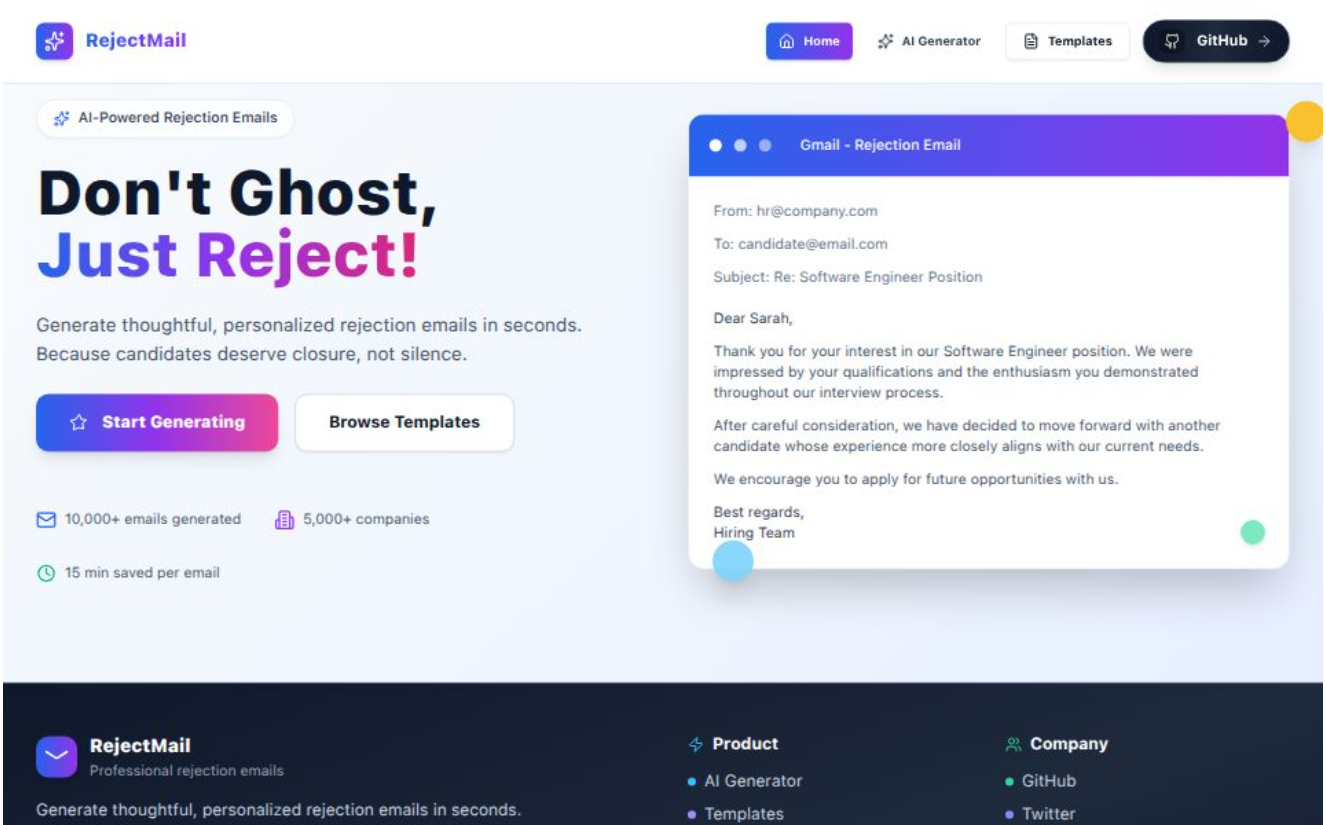 RejectMail
Home
AI Generator
Templates
GitHub →
AI-Powered Rejection Emails
Don't Ghost,
Just Reject!
Generate thoughtful, personalized rejection emails in seconds.
Because candidates deserve closure, not silence.
Start Generating
Browse Templates
10,000+ emails generated
5,000+ companies
15 min saved per email
Gmail - Rejection Email
From: hr@company.com
To: candidate@email.com
Subject: Re: Software Engineer Position
Dear Sarah,
Thank you for your interest in our Software Engineer position. We were
impressed by your qualifications and the enthusiasm you demonstrated
throughout our interview process.
After careful consideration, we have decided to move forward with another
candidate whose experience more closely aligns with our current needs.
We encourage you to apply for future opportunities with us.
Best regards,
Hiring Team
RejectMail
Professional rejection emails
Generate thoughtful, personalized rejection emails in seconds.
Product
AI Generator
Templates
Company
GitHub
Twitter